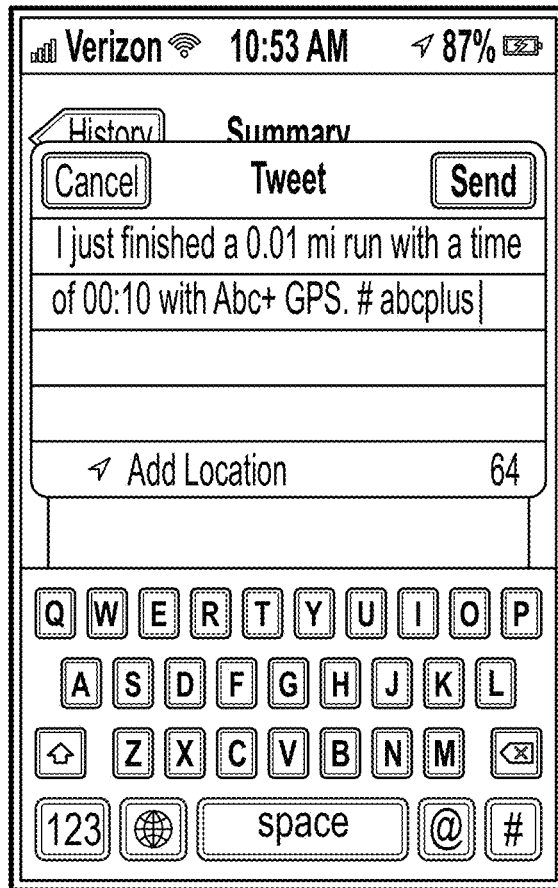 Verizon 10:53 AM 87%
History Summary
Cancel Tweet Send
I just finished a 0.01 mi run with a time
of 00:10 with Abc+ GPS. # abcplus
Add Location 64
Q W E R T Y U I O P
A S D F G H J K L
Z X C V B N M
123 space @ #